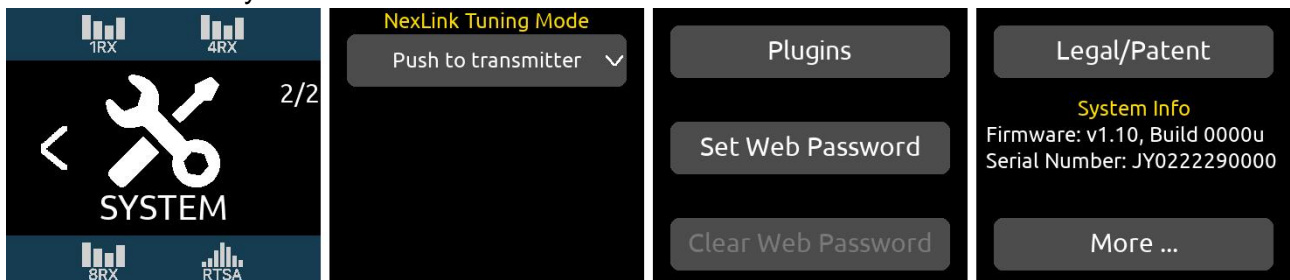 1RX
4RX
2/2
SYSTEM
8RX
RTSA
NexLink Tuning Mode
Push to transmitter
Plugins
Set Web Password
Clear Web Password
Legal/Patent
System Info
Firmware: v1.10, Build 0000u
Serial Number: JY0222290000
More ...